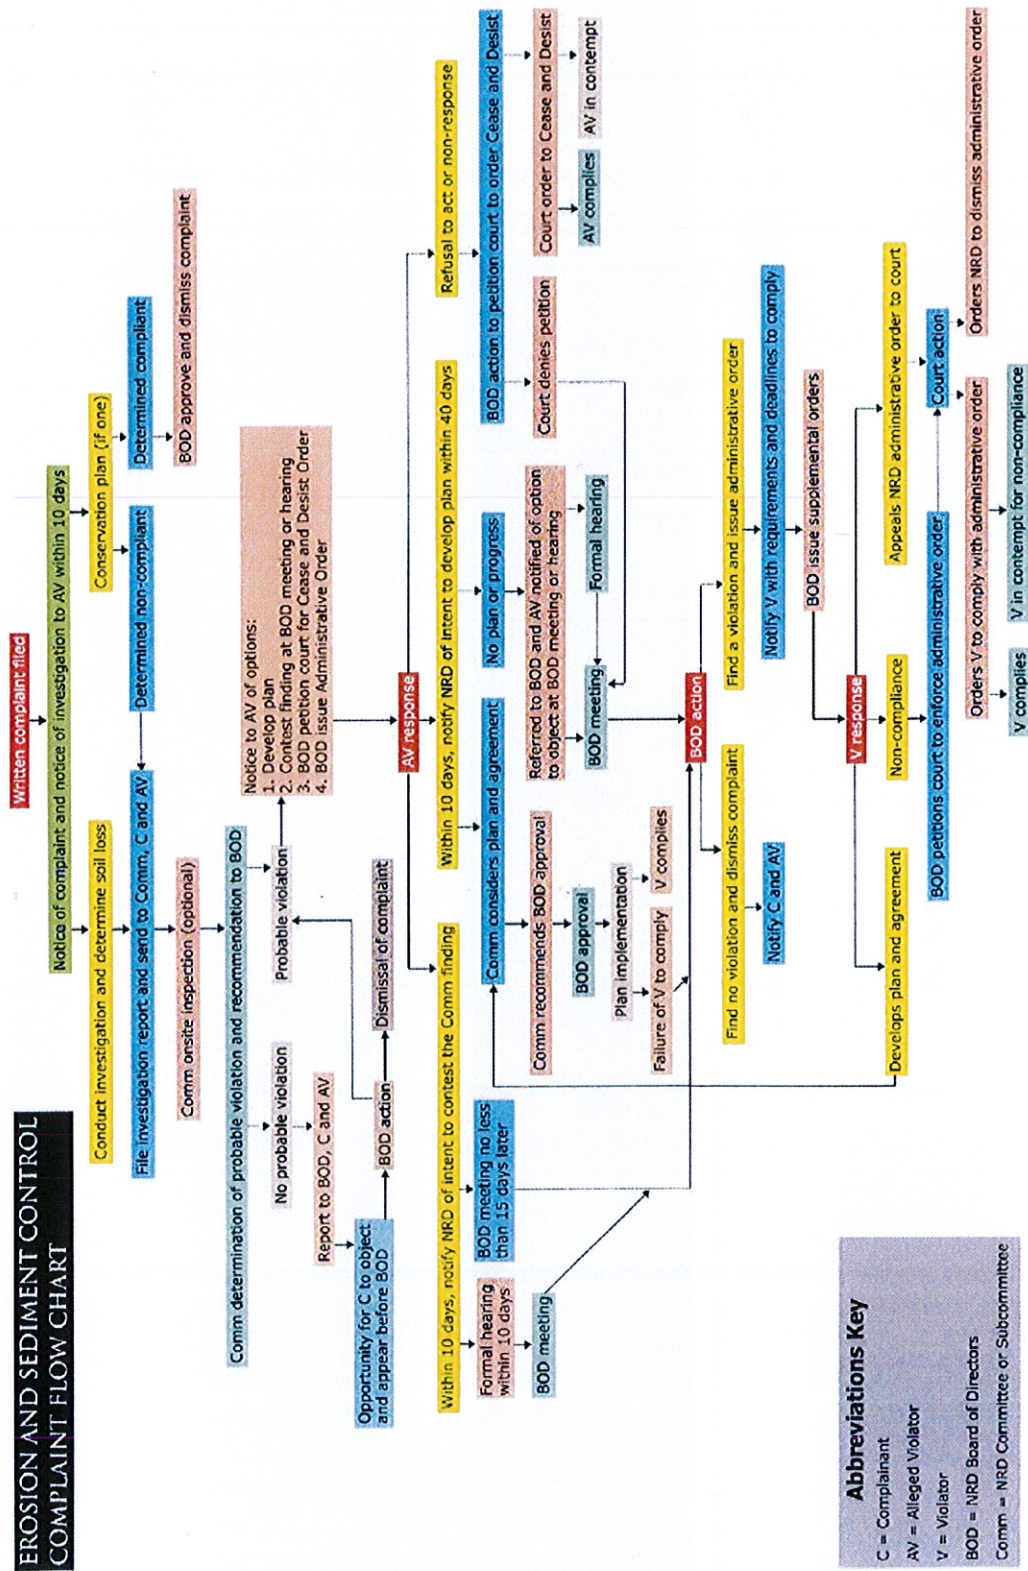 EROSION AND SEDIMENT CONTROL
COMPLAINT FLOW CHART
Written complaint filed
Notice of complaint and notice of investigation to AV within 10 days
Conduct investigation and determine soil loss
Conservation plan (if one)
File investigation report and send to Comm, C and AV
Determined non-compliant
Determined compliant
Comm onsite inspection (optional)
BOD approve and dismiss complaint
Comm determination of probable violation and recommendation to BOD
No probable violation
Probable violation
Notice to AV of options:
1. Develop plan
2. Contest finding at BOD meeting or hearing
3. BOD petition court for Cease and Desist Order
4. BOD issue Administrative Order
Report to BOD, C and AV
Opportunity for C to object
and appear before BOD
BOD action
Dismissal of complaint
AV response
Within 10 days, notify NRD of intent to contest the Comm finding
Within 10 days, notify NRD of intent to develop plan within 40 days
Refusal to act or non-response
Formal hearing
within 10 days
BOD meeting no less
than 15 days later
Comm considers plan and agreement
No plan or progress
BOD action to petition court to order Cease and Desist
BOD meeting
Comm recommends BOD approval
Referred to BOD and AV notified of option
to object at BOD meeting or hearing
Court denies petition
Court order to Cease and Desist
BOD approval
BOD meeting
Formal hearing
AV complies
AV in contempt
Plan implementation
Failure of V to comply
V complies
BOD action
Find no violation and dismiss complaint
Find a violation and issue administrative order
Notify C and AV
Notify V with requirements and deadlines to comply
BOD issue supplemental orders
V response
Develops plan and agreement
Non-compliance
Appeals NRD administrative order to court
BOD petitions court to enforce administrative order
Court action
Orders V to comply with administrative order
Orders NRD to dismiss administrative order
V complies
V in contempt for non-compliance
Abbreviations Key
C = Complainant
AV = Alleged Violator
V = Violator
BOD = NRD Board of Directors
Comm = NRD Committee or Subcommittee